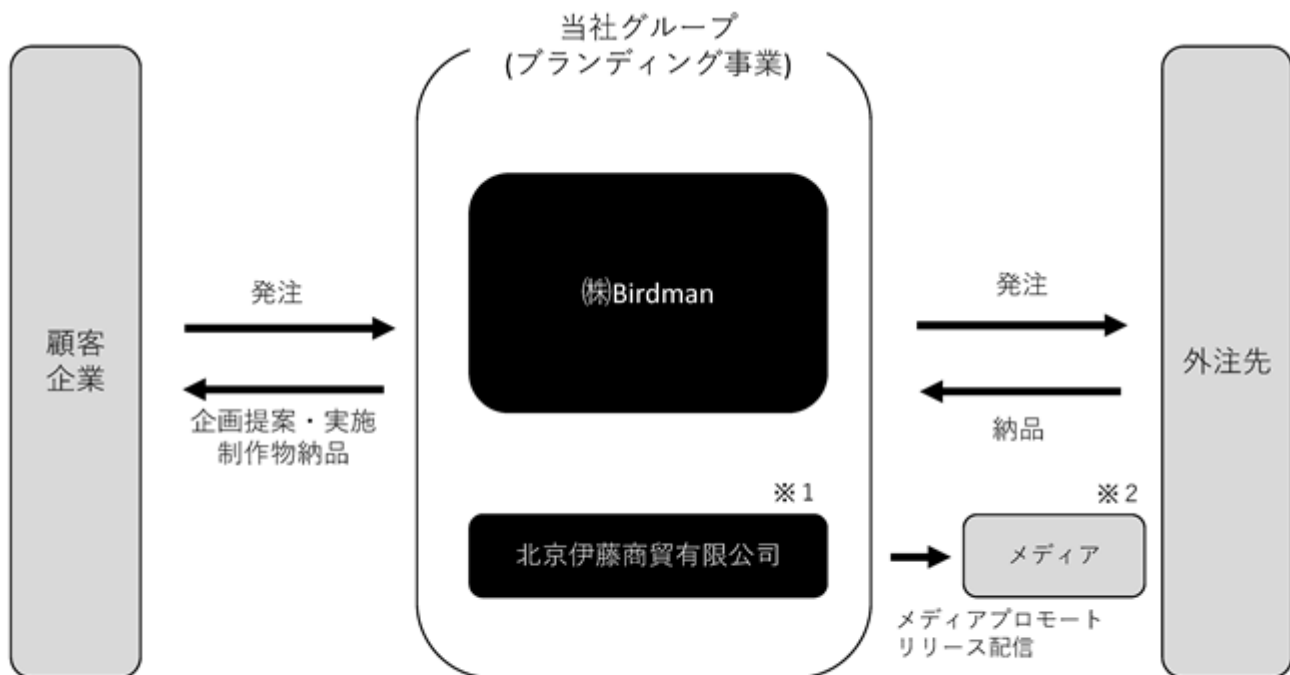 当社グループ
(ブランディング事業)
顧客
企業
発注
企画提案・実施
制作物納品
㈱Birdman
※1
北京伊藤商貿有限公司
発注
納品
※2
メディア
メディアプロモート
リリース配信
外注先